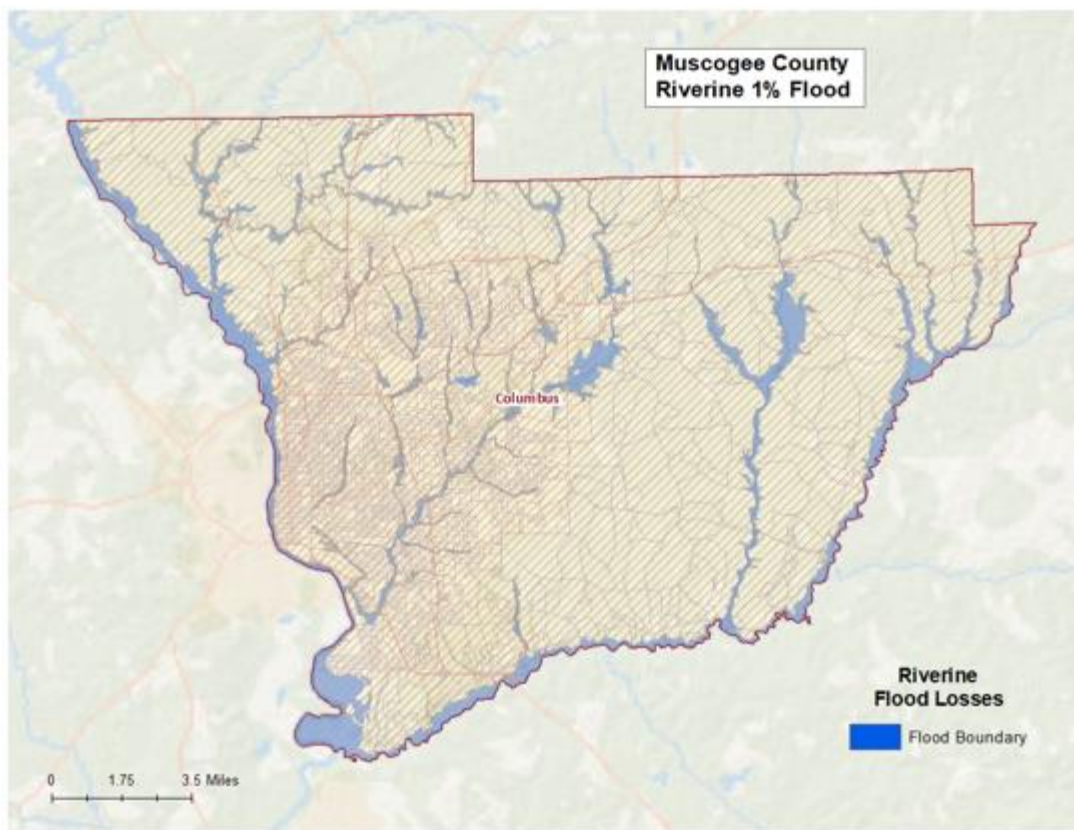 Muscogee County
Riverine 1% Flood
Columbus
Riverine
Flood Losses
Flood Boundary
0 1.75 3.5 Miles